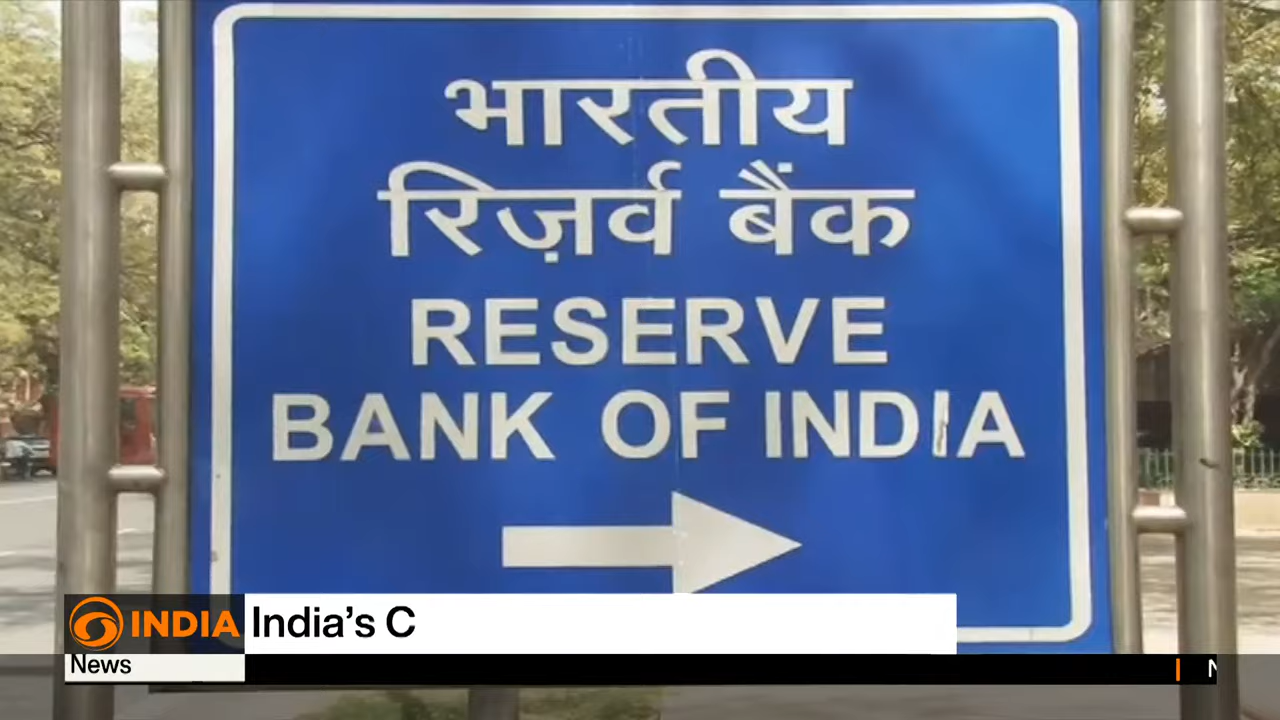 भारतीय
रिज़र्व बैंक
RESERVE
BANK OF INDIA
INDIA
India's C
News